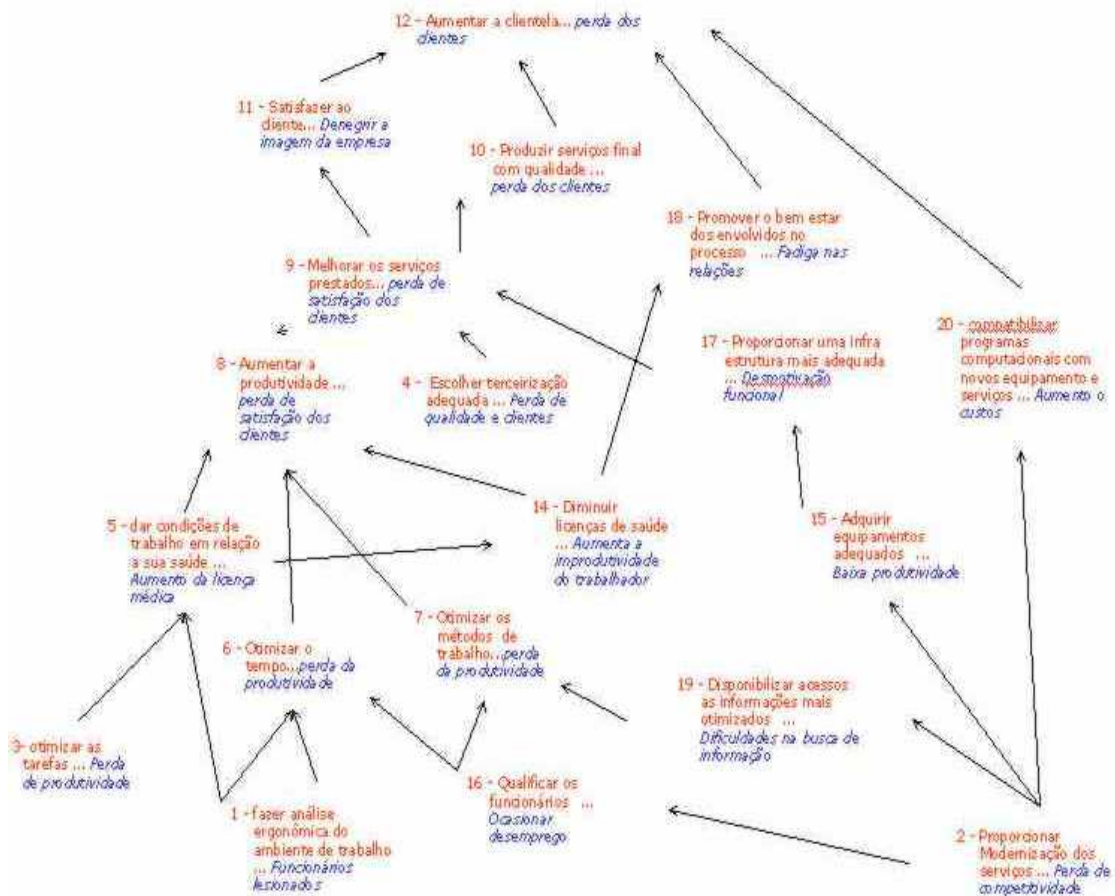 12 - Aumentar a clientela... perda dos
clientes
11 - Satisfazer ao
cliente... Denegrir a
imagem da empresa
10 - Produzir serviços final
com qualidade ...
perda dos clientes
18 - Promover o bem estar
dos envolvidos no
processo ... Fadiga nas
relações
9 - Melhorar os serviços
prestados... perda de
satisfação dos
clientes
8 - Aumentar a
produtividade ...
perda de
satisfação dos
clientes
4 - Escolher terceirização
adequada ... Perda de
qualidade e clientes
17 - Proporcionar uma infra
estrutura mais adequada
... Desmotivação
funcional
20 - compatibilizar
programas
computacionais com
novos equipamento e
serviços ... Aumento o
custos
5 - dar condições de
trabalho em relação
a sua saúde ...
Aumento da licença
médica
14 - Diminuir
licenças de saúde
... Aumenta a
improdutividade
do trabalhador
15 - Adquirir
equipamentos
adequados ...
Baixa produtividade
6 - Otimizar o
tempo...perda da
produtividade
7 - Otimizar os
métodos de
trabalho...perda
da produtividade
19 - Disponibilizar acessos
as informações mais
otimizados ...
Dificuldades na busca de
informação
3- otimizar as
tarefas ... Perda
de produtividade
1 - fazer análise
ergonômica do
ambiente de trabalho
... Funcionários
lesionados
16 - Qualificar os
funcionários ...
Ocasionar
desemprego
2 - Proporcionar
Modernização dos
serviços ... Perda de
competitividade